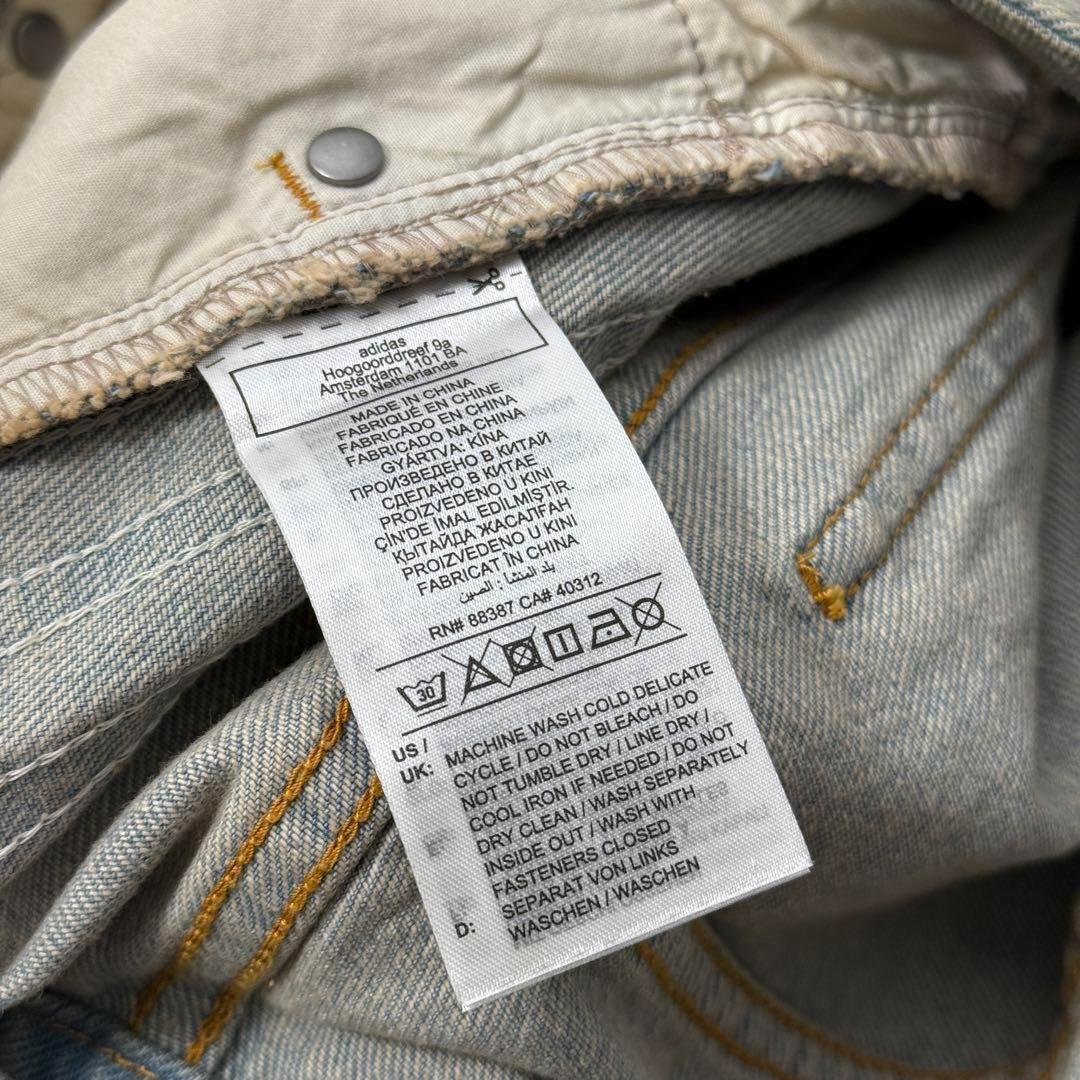 adidas
Hoogoorddreef 9a
Amsterdam 1101 BA
The Netherlands
MADE IN CHINA
FABRIQUÉ EN CHINE
FABRICADO EN CHINA
FABRICADO NA CHINA
GYÁRTVA: KÍNA
ПРОИЗВЕДЕНО В КИТАЙ
СДЕЛАНО В КИТАЕ
PROIZVEDENO U KINI
ÇİN'DE İMAL EDİLMİŞTİR.
ҚЫТАЙДА ЖАСАЛҒАН
PROIZVEDENO U KINI
FABRICAT ÎN CHINA
بلد المنشأ : الصين
RN# 88387 CA# 40312
30
US / UK: MACHINE WASH COLD DELICATE
CYCLE / DO NOT BLEACH / DO
NOT TUMBLE DRY / LINE DRY /
COOL IRON IF NEEDED / DO NOT
DRY CLEAN / WASH SEPARATELY
INSIDE OUT / WASH WITH
FASTENERS CLOSED
D: SEPARAT VON LINKS
WASCHEN / WASCHEN